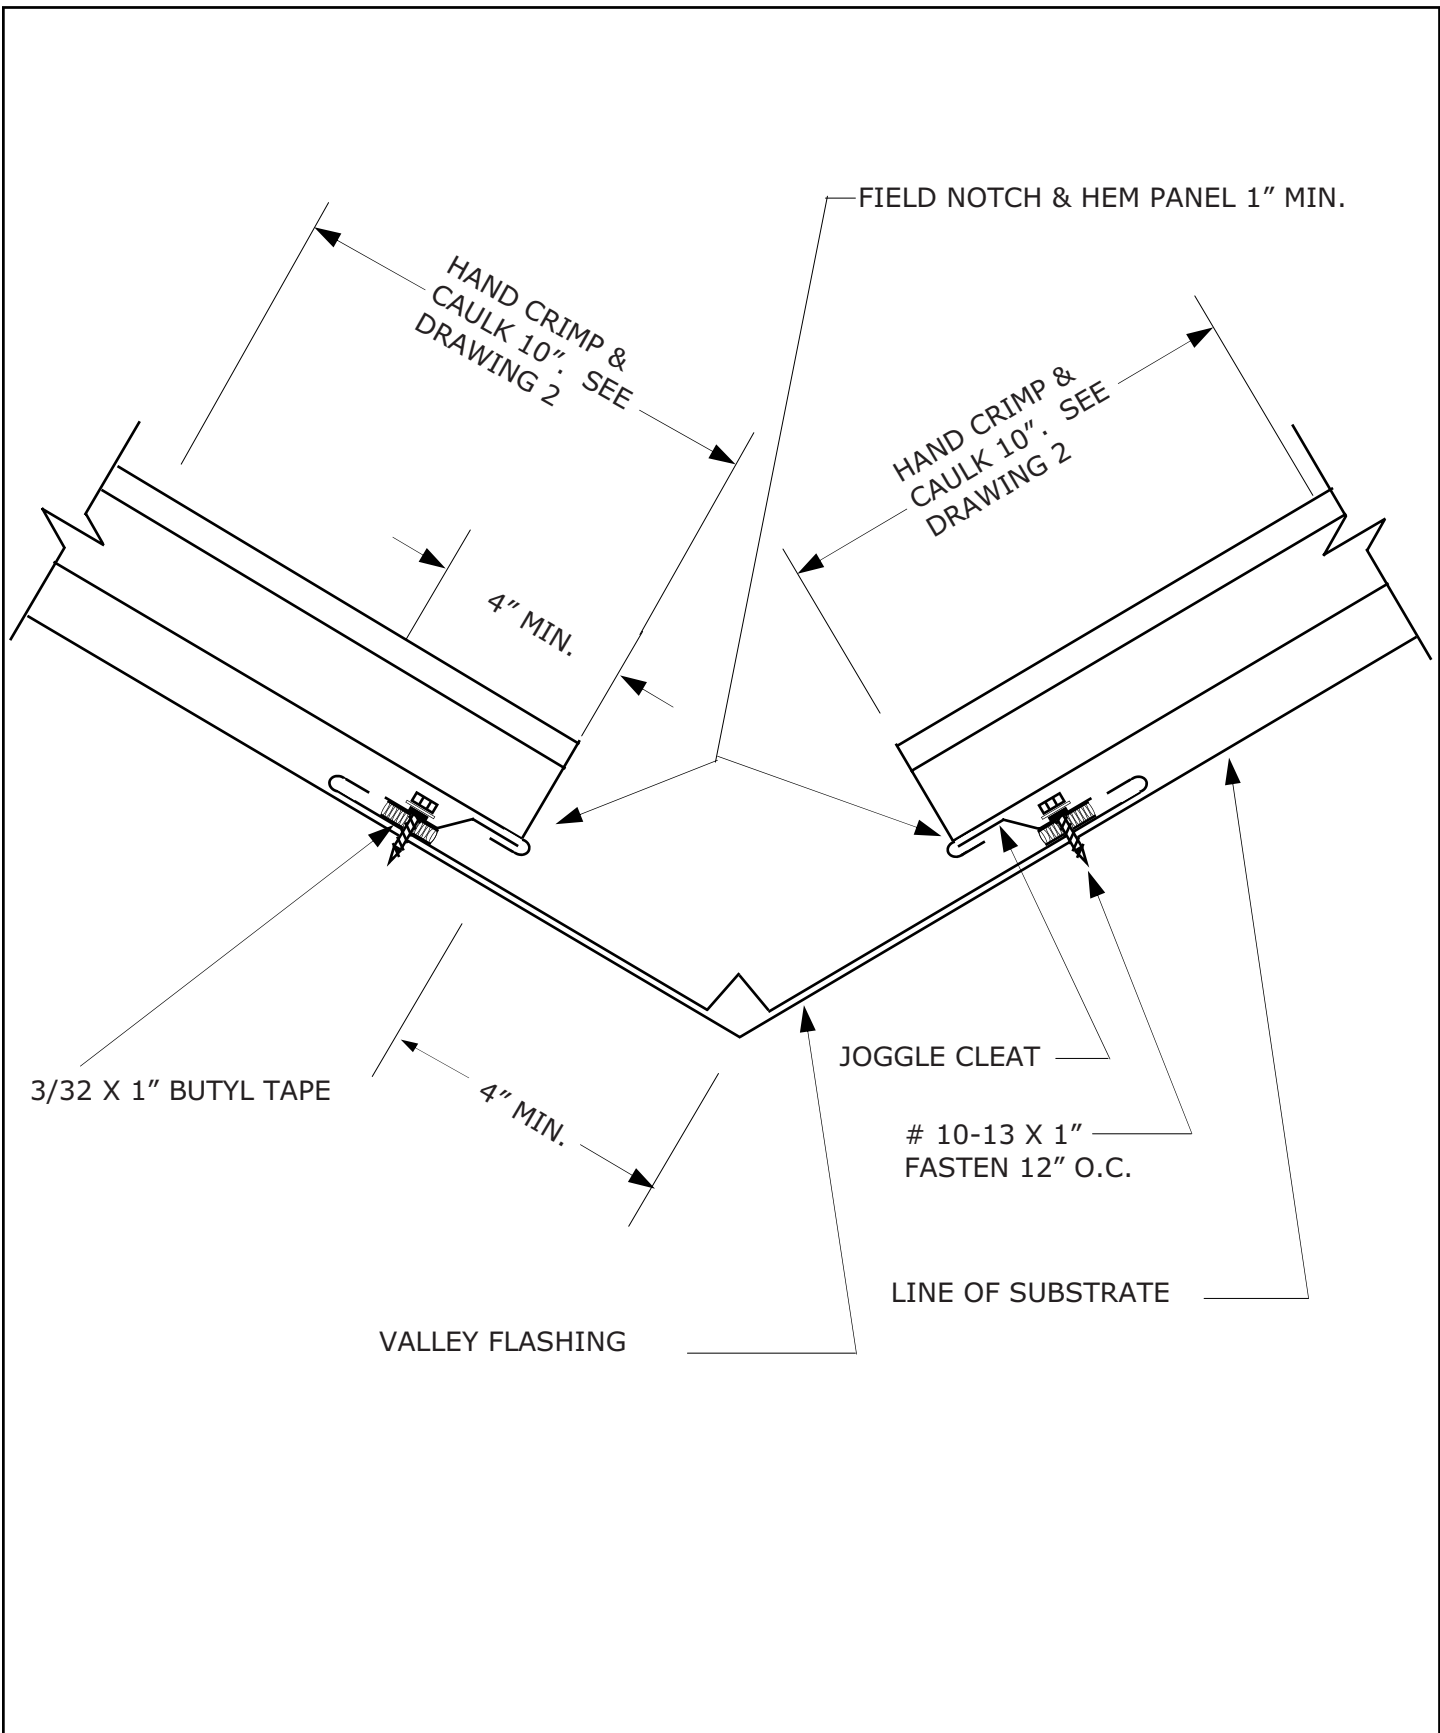 FIELD NOTCH & HEM PANEL 1” MIN.
HAND CRIMP &
CAULK 10”. SEE
DRAWING 2
HAND CRIMP &
CAULK 10”. SEE
DRAWING 2
4” MIN.
JOGGLE CLEAT
3/32 X 1” BUTYL TAPE
4” MIN.
# 10-13 X 1”
FASTEN 12” O.C.
LINE OF SUBSTRATE
VALLEY FLASHING